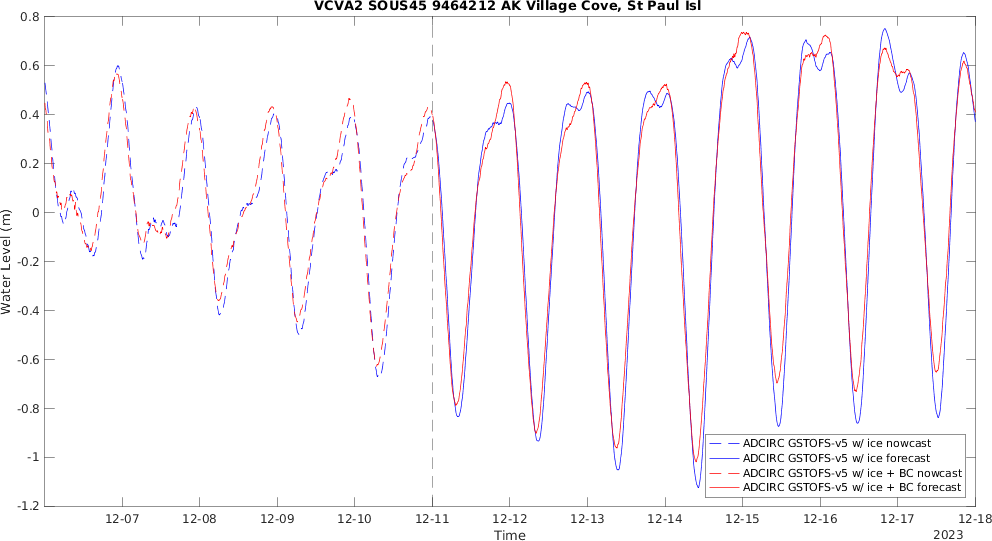 VCVA2 SOUS45 9464212 AK Village Cove, St Paul Isl
0.8
0.6
0.4
0.2
0
-0.2
-0.4
-0.6
-0.8
-1
-1.2
Water Level (m)
ADCIRC GSTOFS-v5 w/ ice nowcast
ADCIRC GSTOFS-v5 w/ ice forecast
ADCIRC GSTOFS-v5 w/ ice + BC nowcast
ADCIRC GSTOFS-v5 w/ ice + BC forecast
12-07 12-08 12-09 12-10 12-11 12-12 12-13 12-14 12-15 12-16 12-17 12-18
Time
2023